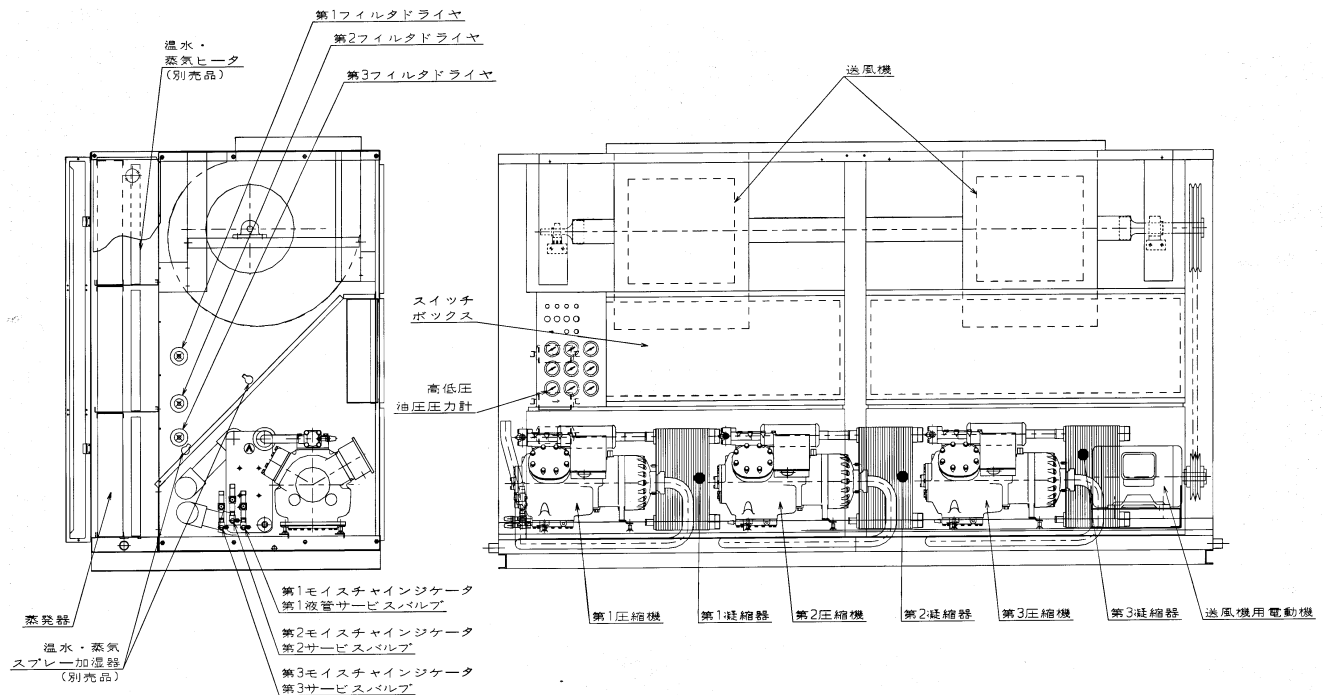 第1フィルタドライヤ
第2フィルタドライヤ
第3フィルタドライヤ
温水・
蒸気ヒータ
(別売品)
送風機
スイッチ
ボックス
高低圧
油圧圧力計
蒸発器
温水・蒸気
スプレー加湿器
(別売品)
第1モイスチャインジケータ
第1液管サービスバルブ
第2モイスチャインジケータ
第2サービスバルブ
第3モイスチャインジケータ
第3サービスバルブ
第1圧縮機
第1凝縮器
第2圧縮機
第2凝縮器
第3圧縮機
第3凝縮器
送風機用電動機